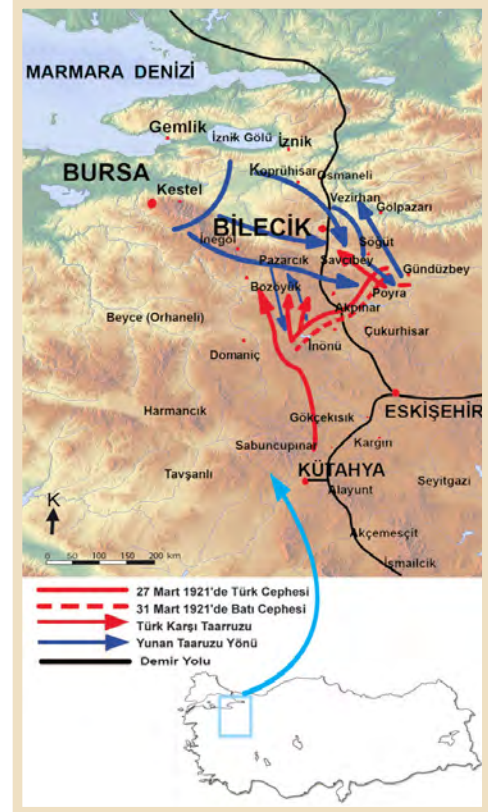 MARMARA DENİZİ
Gemlik
İznik Gölü
İznik
BURSA
Kestel
Köprühisar
Osmaneli
Vezirhan
Gölpazarı
BİLECİK
İnegöl
Söğüt
Pazarcık
Savcıbey
Gündüzbey
Bozöyük
Poyra
Akpınar
Beyce (Orhaneli)
Çukurhisar
İnönü
Domaniç
ESKİŞEHİR
Harmancık
Gökçekısık
Sabuncupınar
Kargın
Tavşanlı
KÜTAHYA
Seyitgazi
Alayunt
K
Akçemeşçit
İsmailcik
0 50 100 150 200 km
27 Mart 1921'de Türk Cephesi
31 Mart 1921'de Batı Cephesi
Türk Karşı Taarruzu
Yunan Taaruzu Yönü
Demir Yolu